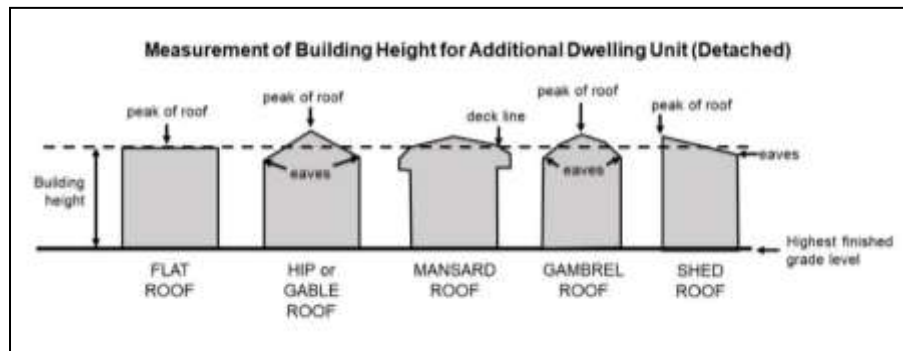 Measurement of Building Height for Additional Dwelling Unit (Detached)
peak of roof
peak of roof
deck line
peak of roof
peak of roof
eaves
eaves
eaves
Building
height
Highest finished
grade level
FLAT
ROOF
HIP or
GABLE
ROOF
MANSARD
ROOF
GAMBREL
ROOF
SHED
ROOF